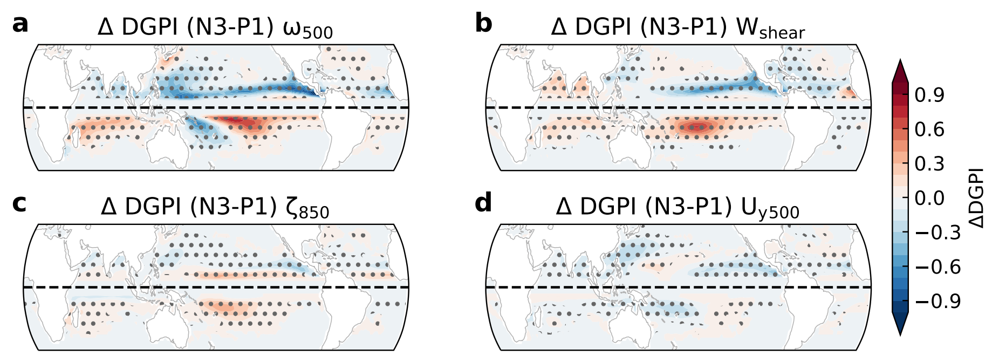 a
Δ DGPI (N3-P1) ω500
b
Δ DGPI (N3-P1) Wshear
c
Δ DGPI (N3-P1) ζ850
d
Δ DGPI (N3-P1) Uy500
0.9
0.6
0.3
0.0
−0.3
−0.6
−0.9
ΔDGPI